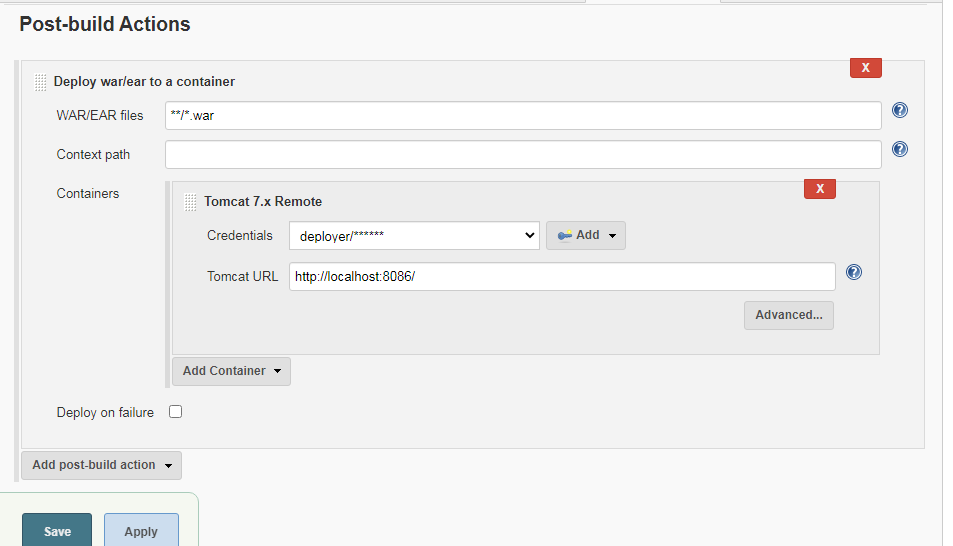 Post-build Actions
X
Deploy war/ear to a container
WAR/EAR files **/*.war ?
Context path ?
Containers
X
Tomcat 7.x Remote
Credentials deployer/****** Add
Tomcat URL http://localhost:8086/ ?
Advanced...
Add Container
Deploy on failure
Add post-build action
Save Apply